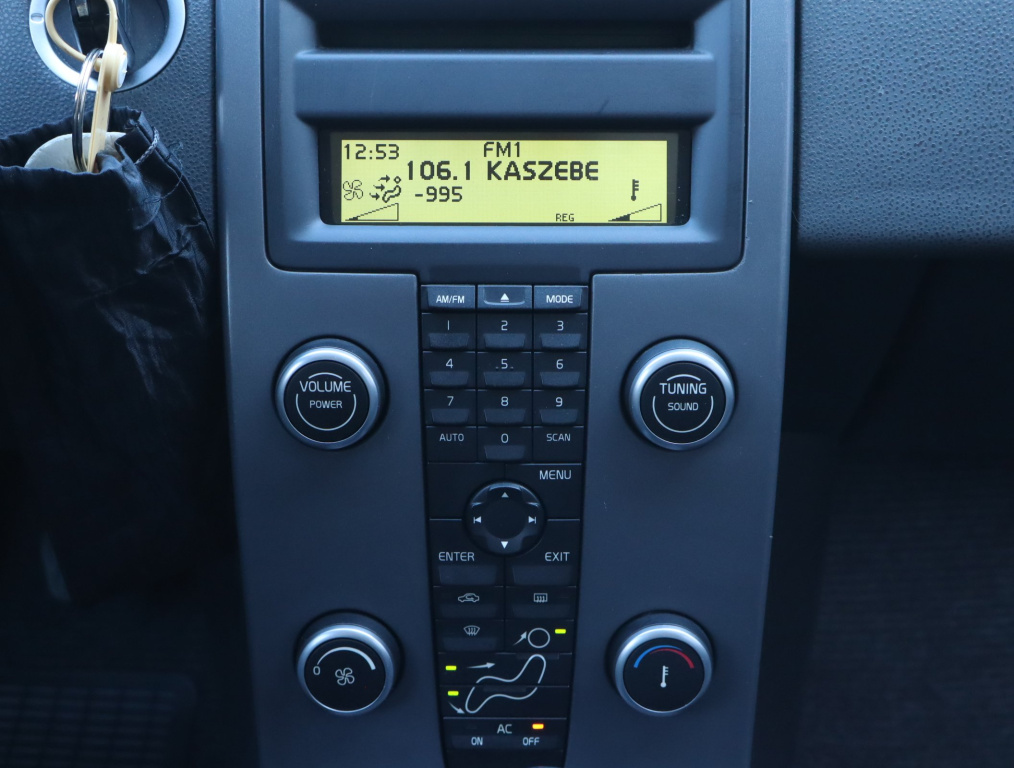 12:53 FM1
106.1 KASZEBE
-995
REG
AM/FM MODE
1 2 3
4 5 6
7 8 9
AUTO 0 SCAN
VOLUME
POWER
TUNING
SOUND
MENU
ENTER EXIT
0
AC
ON OFF